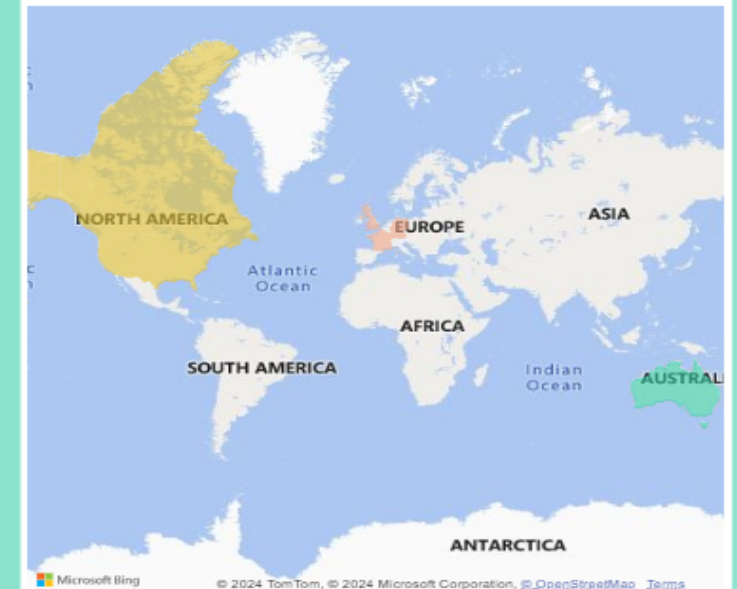 NORTH AMERICA
EUROPE
ASIA
Atlantic
Ocean
AFRICA
SOUTH AMERICA
Indian
Ocean
AUSTRAL
ANTARCTICA
Microsoft Bing
© 2024 TomTom, © 2024 Microsoft Corporation, © OpenStreetMap Terms